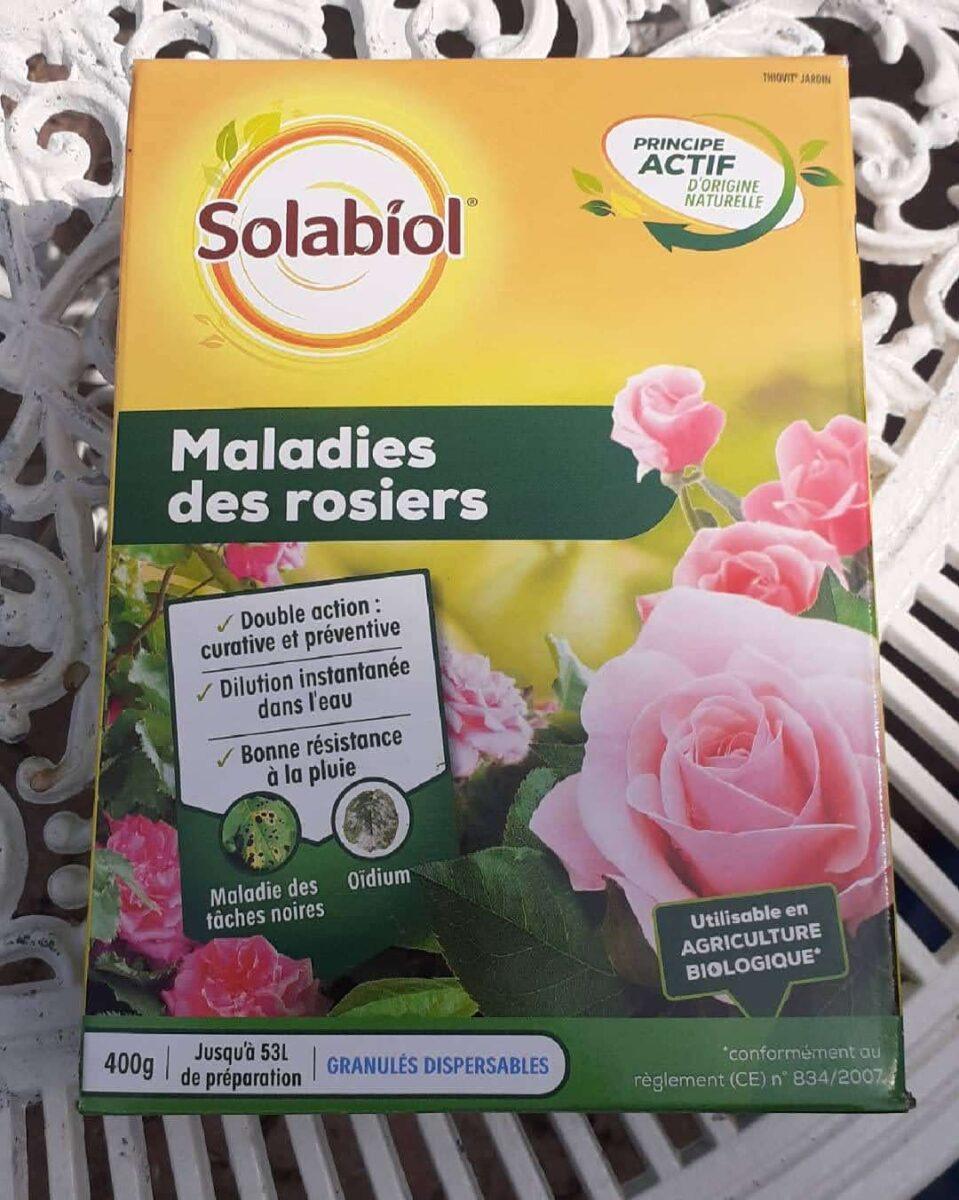 THIOVIT® JARDIN
PRINCIPE
ACTIF
D'ORIGINE
NATURELLE
Solabiol®
Maladies
des rosiers
✓ Double action :
curative et préventive
✓ Dilution instantanée
dans l'eau
✓ Bonne résistance
à la pluie
Maladie des
tâches noires
Oïdium
Utilisable en
AGRICULTURE
BIOLOGIQUE*
400g
Jusqu'à 53L
de préparation
GRANULÉS DISPERSABLES
*conformément au
règlement (CE) n° 834/2007